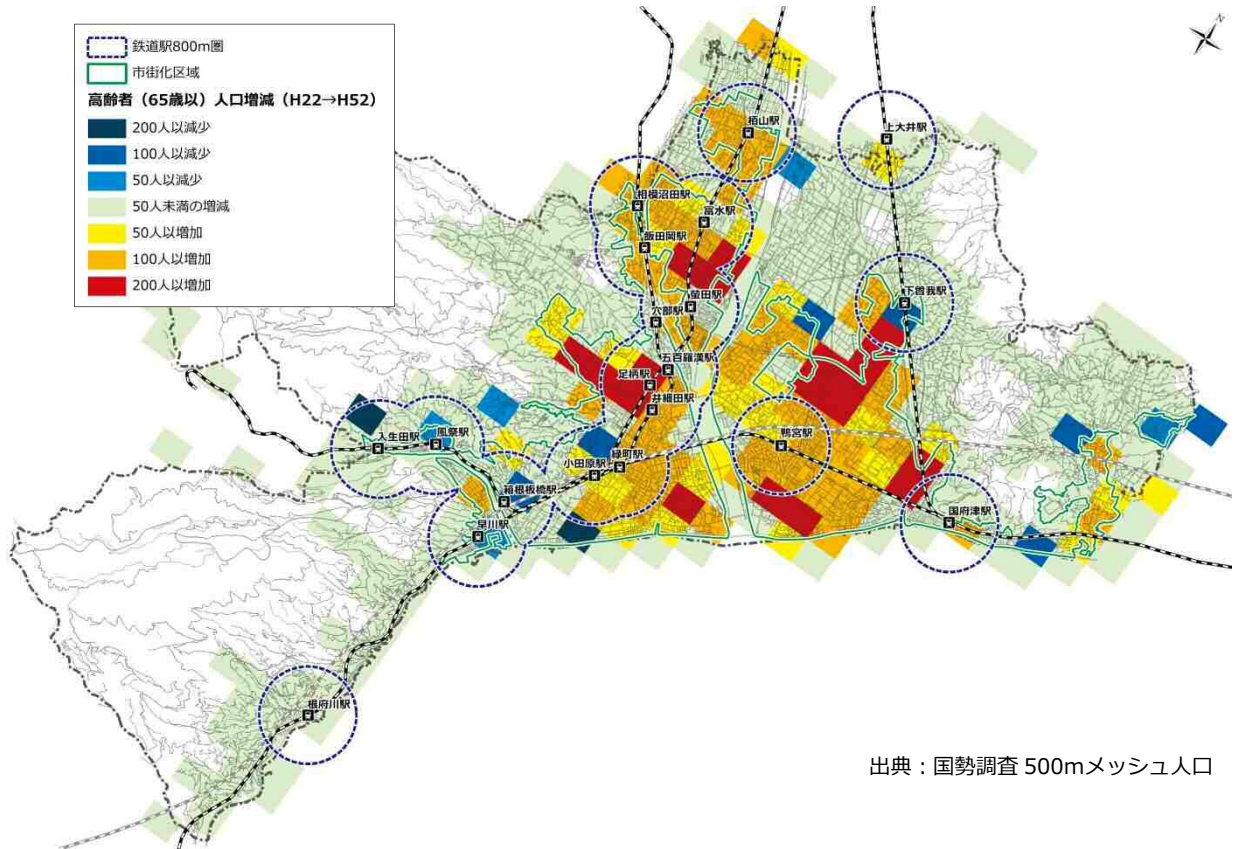 鉄道駅800m圏
市街化区域
高齢者（65歳以）人口増減（H22→H52）
200人以減少
100人以減少
50人以減少
50人未満の増減
50人以増加
100人以増加
200人以増加
N
栢山駅
上大井駅
相模沼田駅
富水駅
飯田岡駅
螢田駅
下曽我駅
穴部駅
五百羅漢駅
足柄駅
井細田駅
入生田駅
風祭駅
鴨宮駅
緑町駅
小田原駅
箱根板橋駅
国府津駅
早川駅
根府川駅
出典：国勢調査 500mメッシュ人口